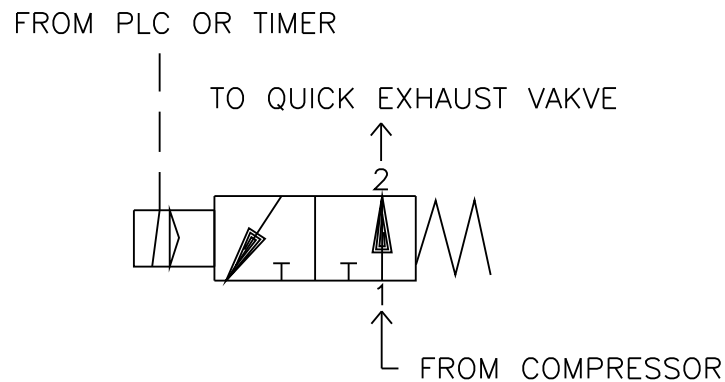 FROM PLC OR TIMER
TO QUICK EXHAUST VAKVE
2
1
FROM COMPRESSOR